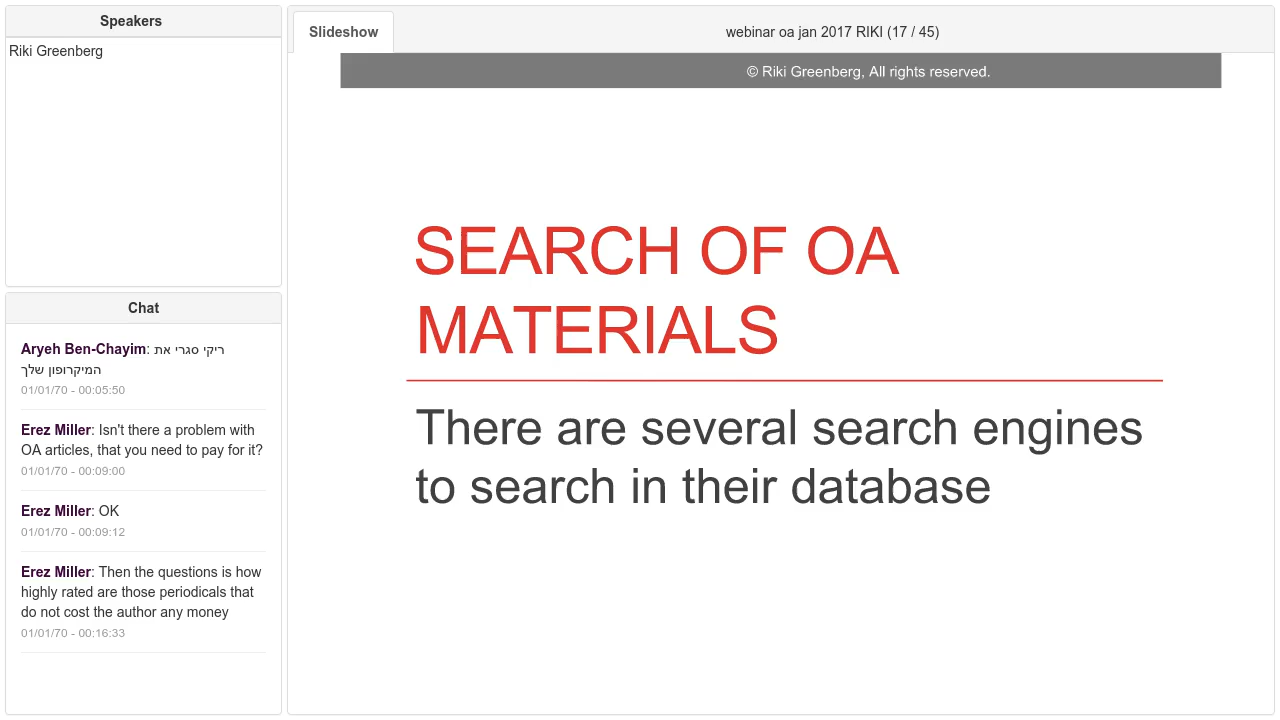 Speakers
Riki Greenberg
Chat
Aryeh Ben-Chayim: ריקי סגרי את
המיקרופון שלך
01/01/70 - 00:05:50
Erez Miller: Isn't there a problem with
OA articles, that you need to pay for it?
01/01/70 - 00:09:00
Erez Miller: OK
01/01/70 - 00:09:12
Erez Miller: Then the questions is how
highly rated are those periodicals that
do not cost the author any money
01/01/70 - 00:16:33
Slideshow
webinar oa jan 2017 RIKI (17 / 45)
© Riki Greenberg, All rights reserved.
SEARCH OF OA
MATERIALS
There are several search engines
to search in their database